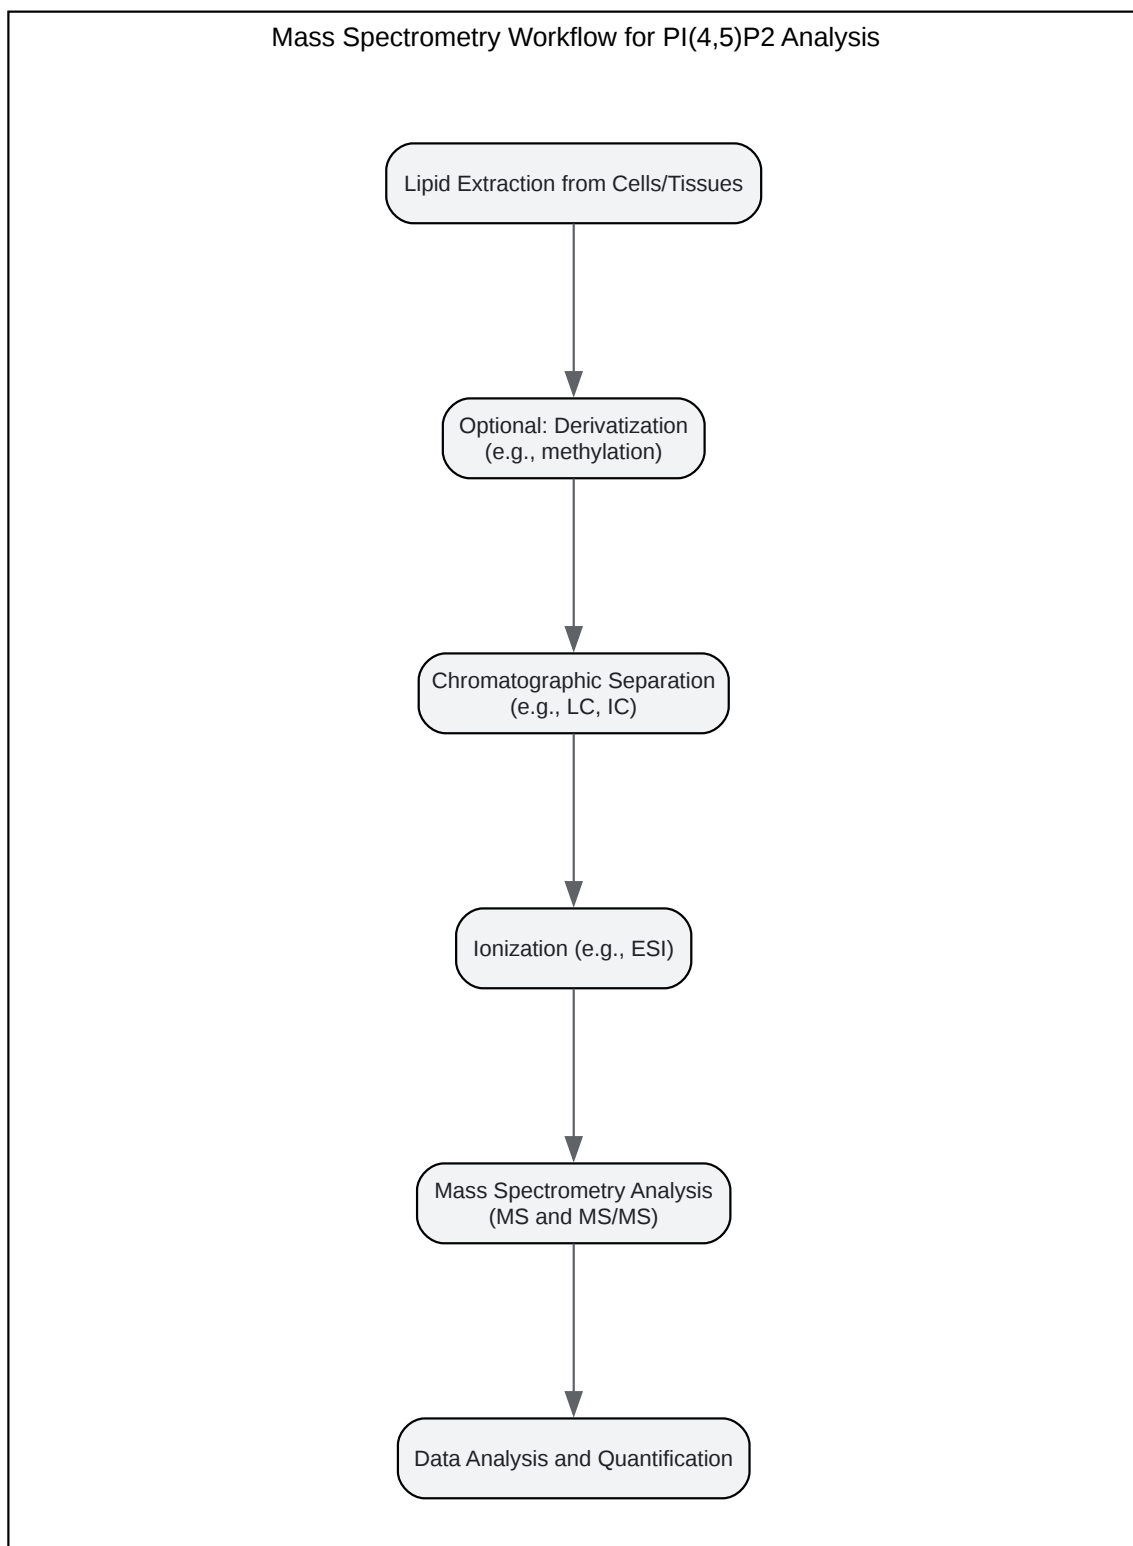 Mass Spectrometry Workflow for PI(4,5)P2 Analysis
Lipid Extraction from Cells/Tissues
Optional: Derivatization
(e.g., methylation)
Chromatographic Separation
(e.g., LC, IC)
Ionization (e.g., ESI)
Mass Spectrometry Analysis
(MS and MS/MS)
Data Analysis and Quantification